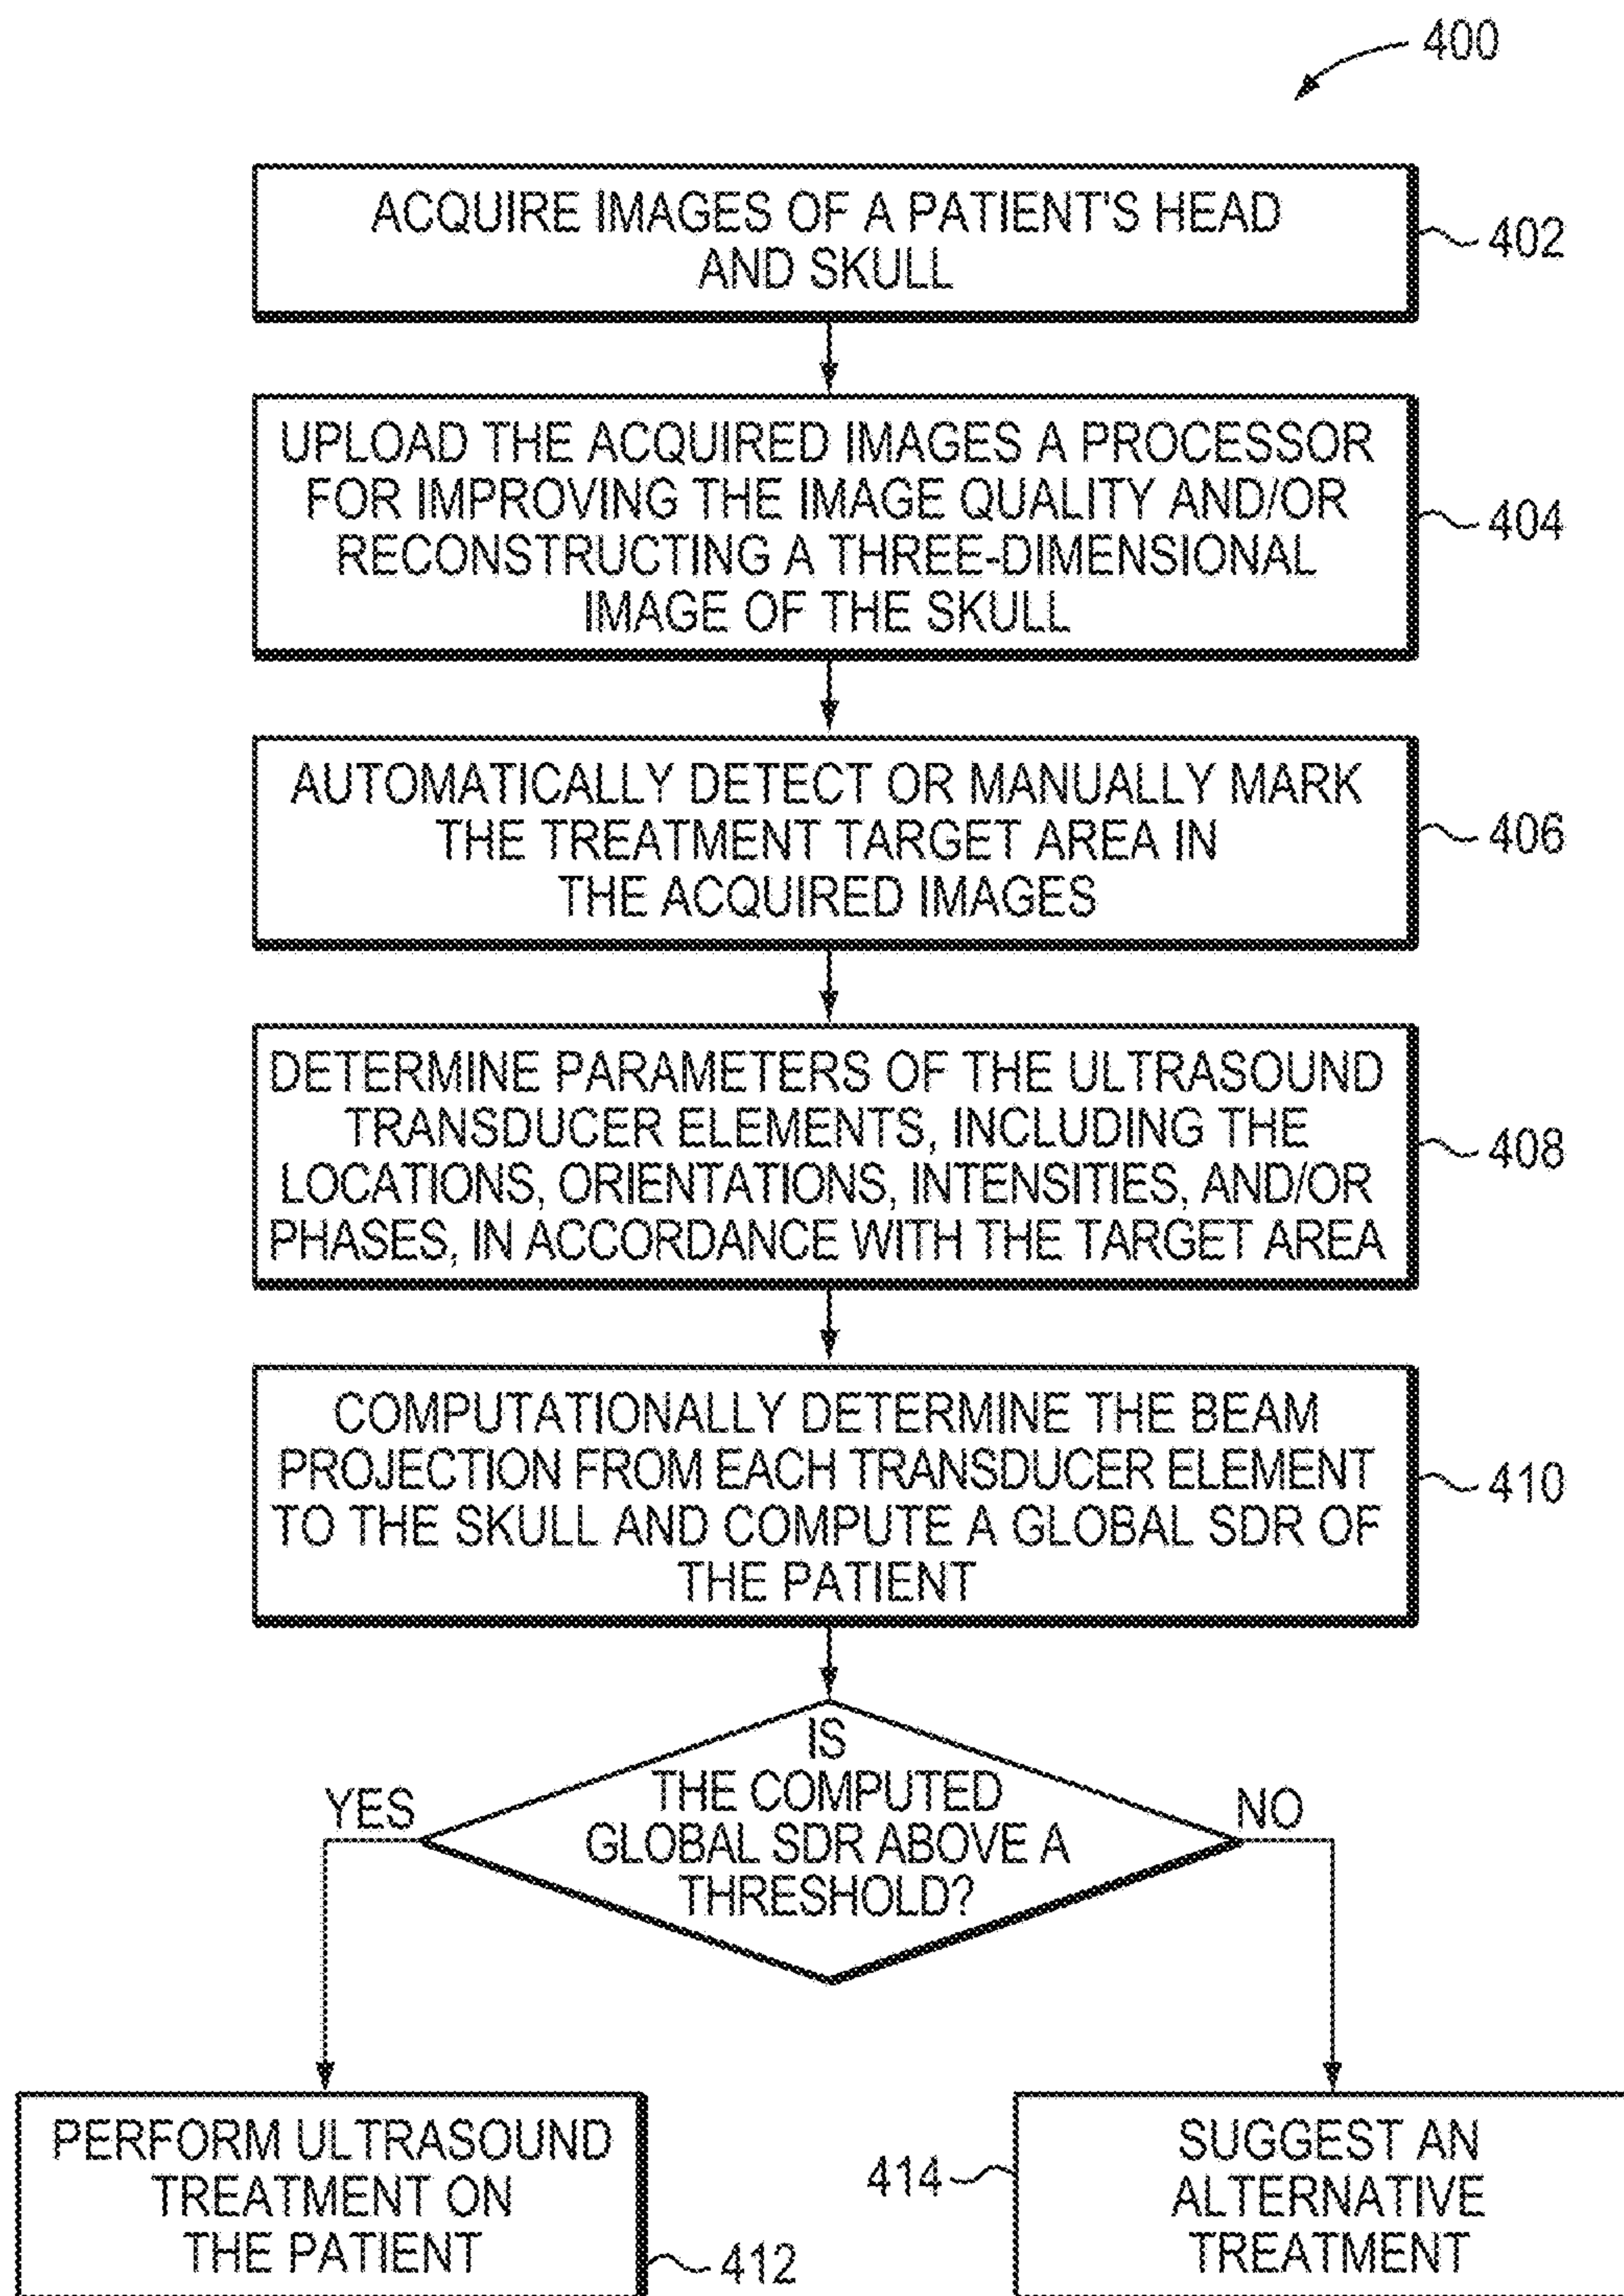 400
ACQUIRE IMAGES OF A PATIENT'S HEAD
AND SKULL
402
UPLOAD THE ACQUIRED IMAGES A PROCESSOR
FOR IMPROVING THE IMAGE QUALITY AND/OR
RECONSTRUCTING A THREE-DIMENSIONAL
IMAGE OF THE SKULL
404
AUTOMATICALLY DETECT OR MANUALLY MARK
THE TREATMENT TARGET AREA IN
THE ACQUIRED IMAGES
406
DETERMINE PARAMETERS OF THE ULTRASOUND
TRANSDUCER ELEMENTS, INCLUDING THE
LOCATIONS, ORIENTATIONS, INTENSITIES, AND/OR
PHASES, IN ACCORDANCE WITH THE TARGET AREA
408
COMPUTATIONALLY DETERMINE THE BEAM
PROJECTION FROM EACH TRANSDUCER ELEMENT
TO THE SKULL AND COMPUTE A GLOBAL SDR OF
THE PATIENT
410
IS
THE COMPUTED
GLOBAL SDR ABOVE A
THRESHOLD?
YES
NO
PERFORM ULTRASOUND
TREATMENT ON
THE PATIENT
412
414
SUGGEST AN
ALTERNATIVE
TREATMENT